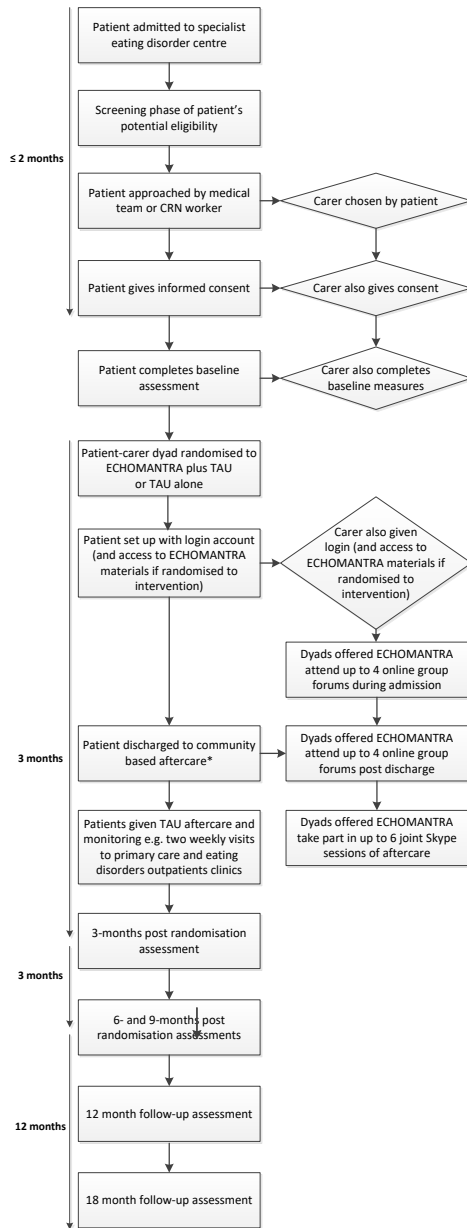 Patient admitted to specialist
eating disorder centre
Screening phase of patient's
potential eligibility
≤ 2 months
Patient approached by medical
team or CRN worker
Carer chosen by patient
Patient gives informed consent
Carer also gives consent
Patient completes baseline
assessment
Carer also completes
baseline measures
Patient-carer dyad randomised to
ECHOMANTRA plus TAU
or TAU alone
Patient set up with login account
(and access to ECHOMANTRA
materials if randomised to
intervention)
Carer also given
login (and access to
ECHOMANTRA materials if
randomised to
intervention)
Dyads offered ECHOMANTRA
attend up to 4 online group
forums during admission
3 months
Patient discharged to community
based aftercare*
Dyads offered ECHOMANTRA
attend up to 4 online group
forums post discharge
Patients given TAU aftercare and
monitoring e.g. two weekly visits
to primary care and eating
disorders outpatients clinics
Dyads offered ECHOMANTRA
take part in up to 6 joint Skype
sessions of aftercare
3-months post randomisation
assessment
3 months
6- and 9-months post
randomisation assessments
12 months
12 month follow-up assessment
18 month follow-up assessment